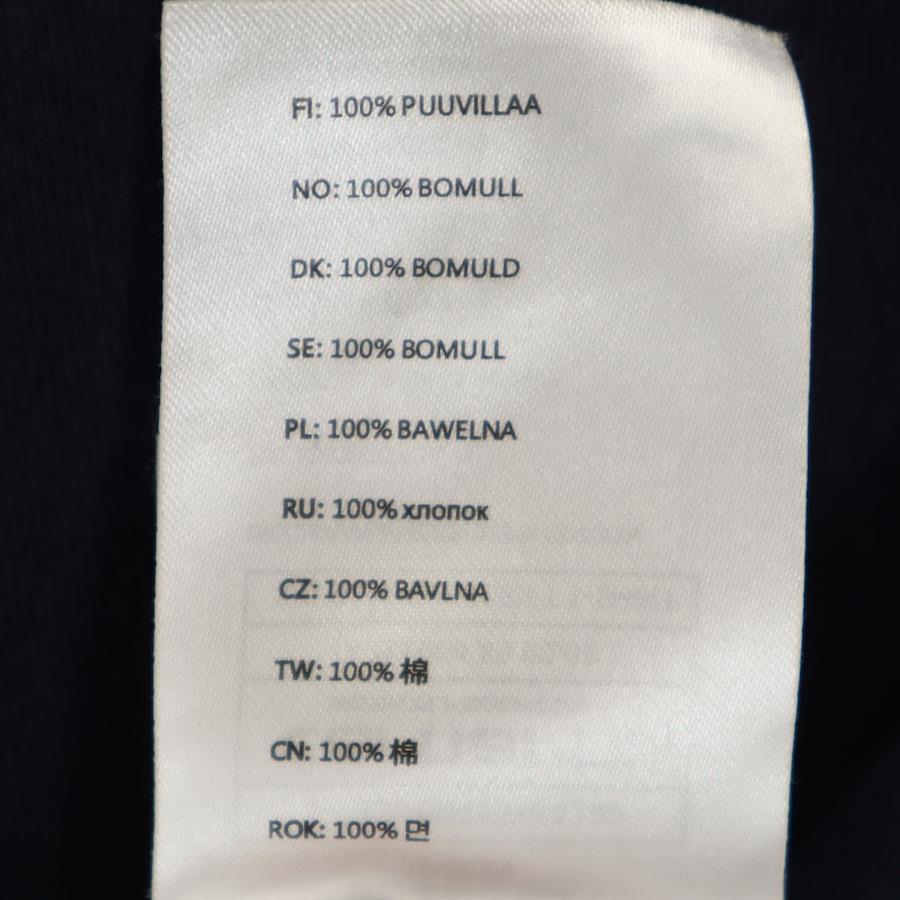 FI: 100% PUUVILLAA
NO: 100% BOMULL
DK: 100% BOMULD
SE: 100% BOMULL
PL: 100% BAWELNA
RU: 100% хлопок
CZ: 100% BAVLNA
TW: 100% 棉
CN: 100% 棉
ROK: 100% 면